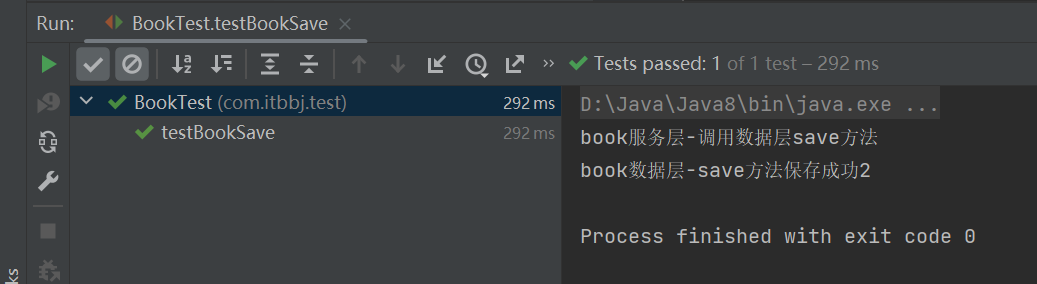 Run: BookTest.testBookSave
Tests passed: 1 of 1 test – 292 ms
BookTest (com.itbbj.test) 292 ms
testBookSave 292 ms
D:\Java\Java8\bin\java.exe ...
book服务层-调用数据层save方法
book数据层-save方法保存成功2
Process finished with exit code 0
ks